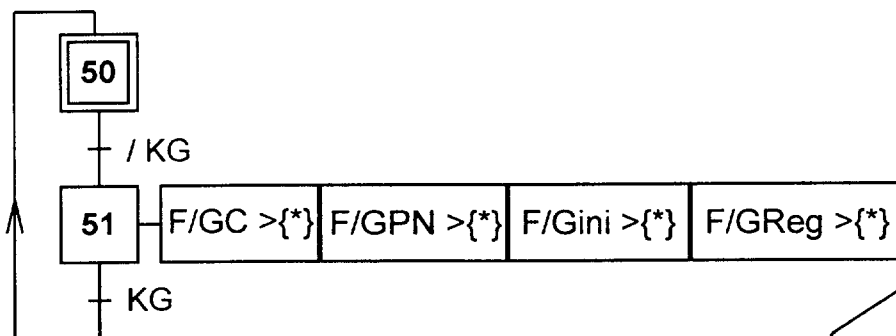 50
/ KG
51 F/GC >{*} F/GPN >{*} F/Gini >{*} F/GReg >{*}
KG